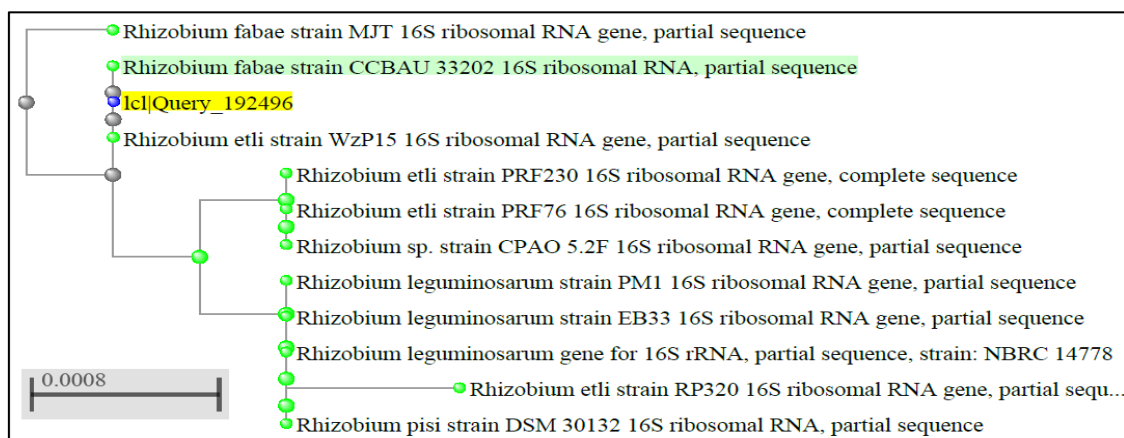 Rhizobium fabae strain MJT 16S ribosomal RNA gene, partial sequence
Rhizobium fabae strain CCBAU 33202 16S ribosomal RNA, partial sequence
lcl|Query_192496
Rhizobium etli strain WzP15 16S ribosomal RNA gene, partial sequence
Rhizobium etli strain PRF230 16S ribosomal RNA gene, complete sequence
Rhizobium etli strain PRF76 16S ribosomal RNA gene, complete sequence
Rhizobium sp. strain CPAO 5.2F 16S ribosomal RNA gene, partial sequence
Rhizobium leguminosarum strain PM1 16S ribosomal RNA gene, partial sequence
Rhizobium leguminosarum strain EB33 16S ribosomal RNA gene, partial sequence
Rhizobium leguminosarum gene for 16S rRNA, partial sequence, strain: NBRC 14778
Rhizobium etli strain RP320 16S ribosomal RNA gene, partial sequ...
Rhizobium pisi strain DSM 30132 16S ribosomal RNA, partial sequence
0.0008